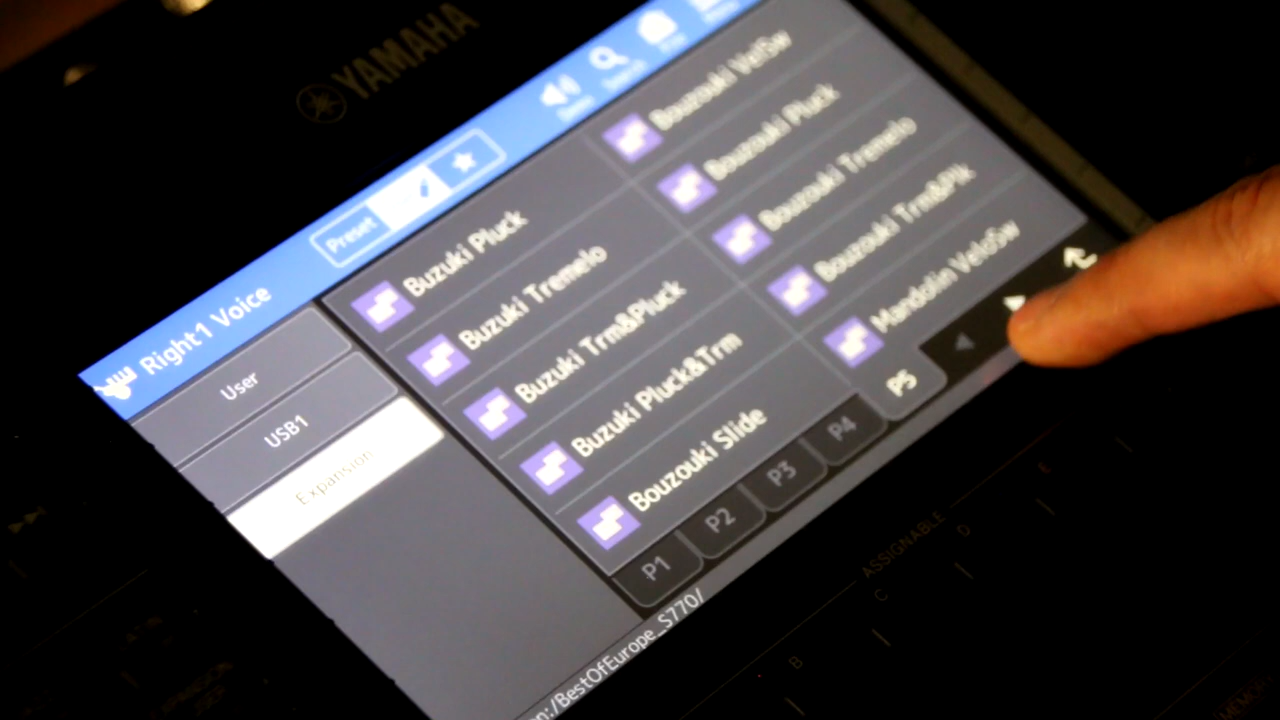 YAMAHA
Right1 Voice
Preset
User
USB1
Expansion
Buzuki Pluck
Buzuki Tremelo
Buzuki Trm&Pluck
Buzuki Pluck&Trm
Bouzouki Slide
Bouzouki VelSw
Bouzouki Pluck
Bouzouki Tremelo
Bouzouki Trm&Plk
Mandolin VeloSw
P1
P2
P3
P4
P5
:/BestOfEurope_S770/
ASSIGNABLE
B
C
D
E